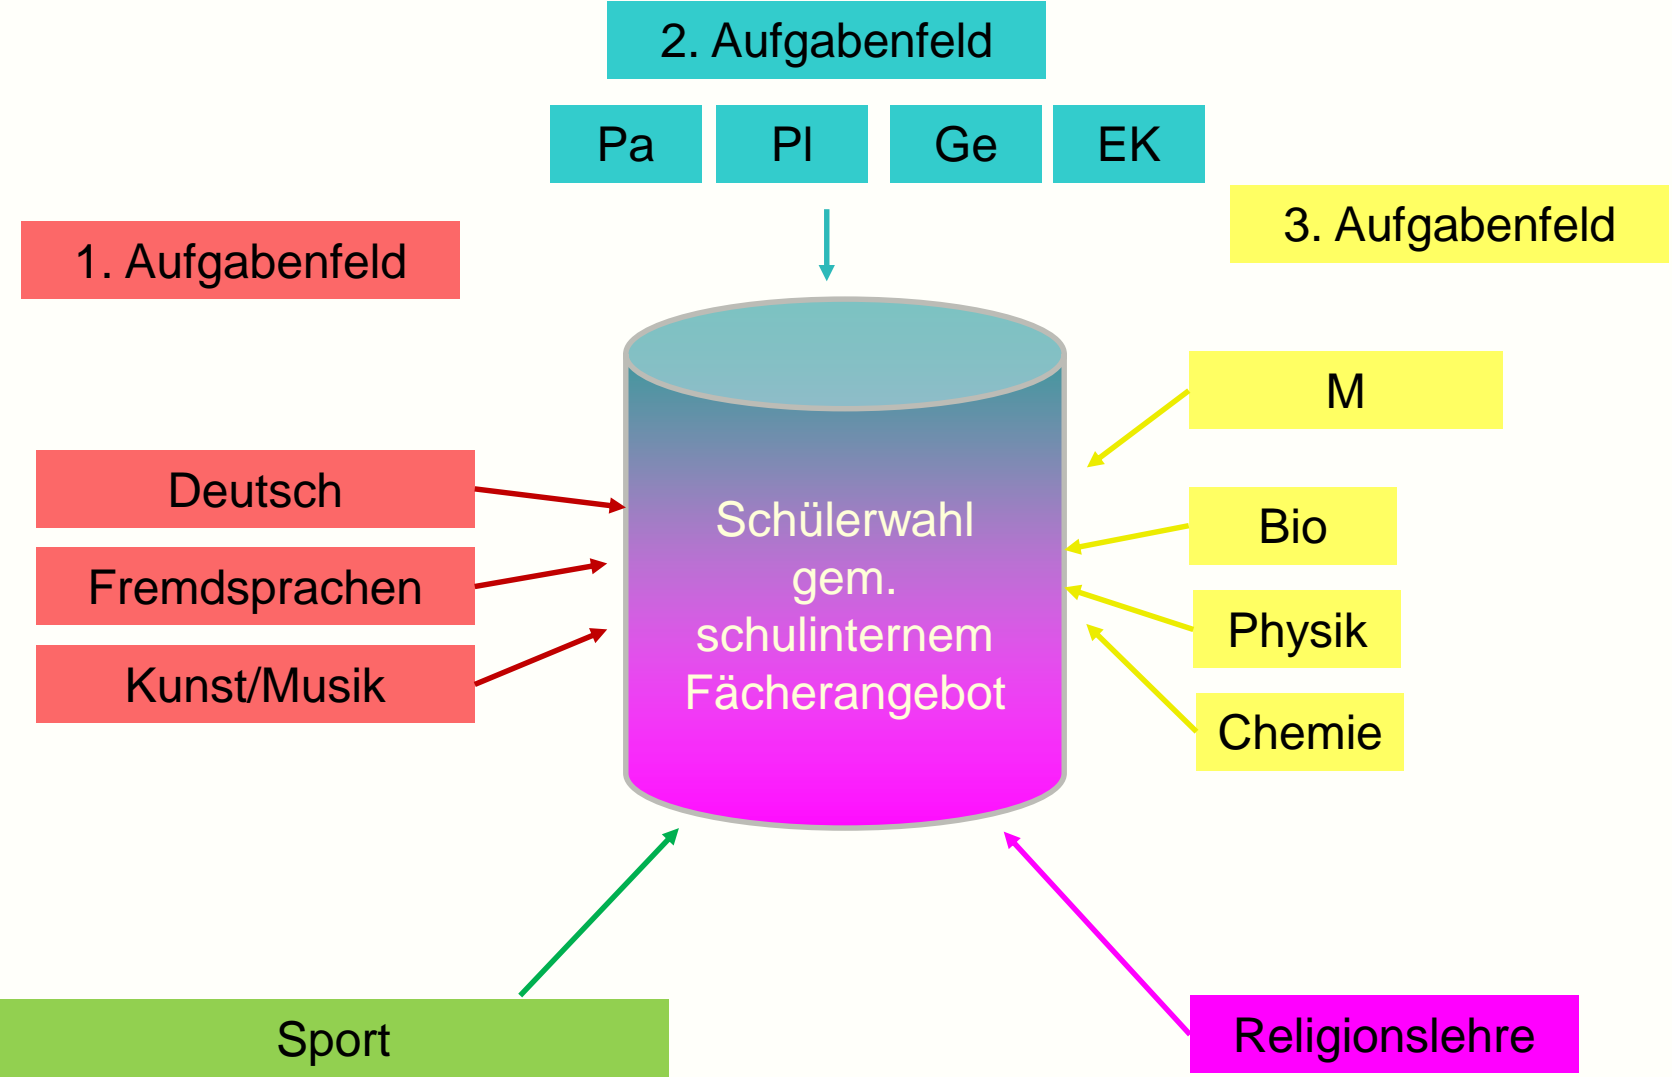 2. Aufgabenfeld
Pa
Pl
Ge
EK
1. Aufgabenfeld
3. Aufgabenfeld
Deutsch
Fremdsprachen
Kunst/Musik
Schülerwahl
gem.
schulinternem
Fächerangebot
M
Bio
Physik
Chemie
Sport
Religionslehre